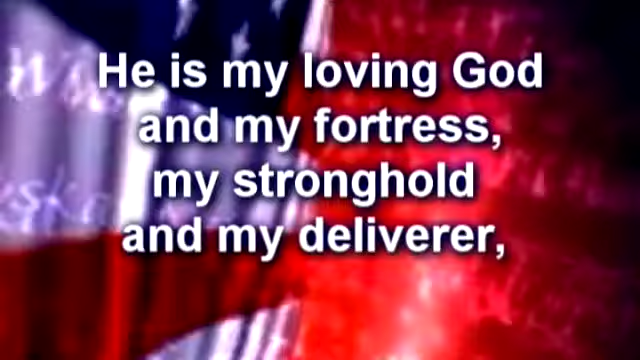 He is my loving God
and my fortress,
my stronghold
and my deliverer,